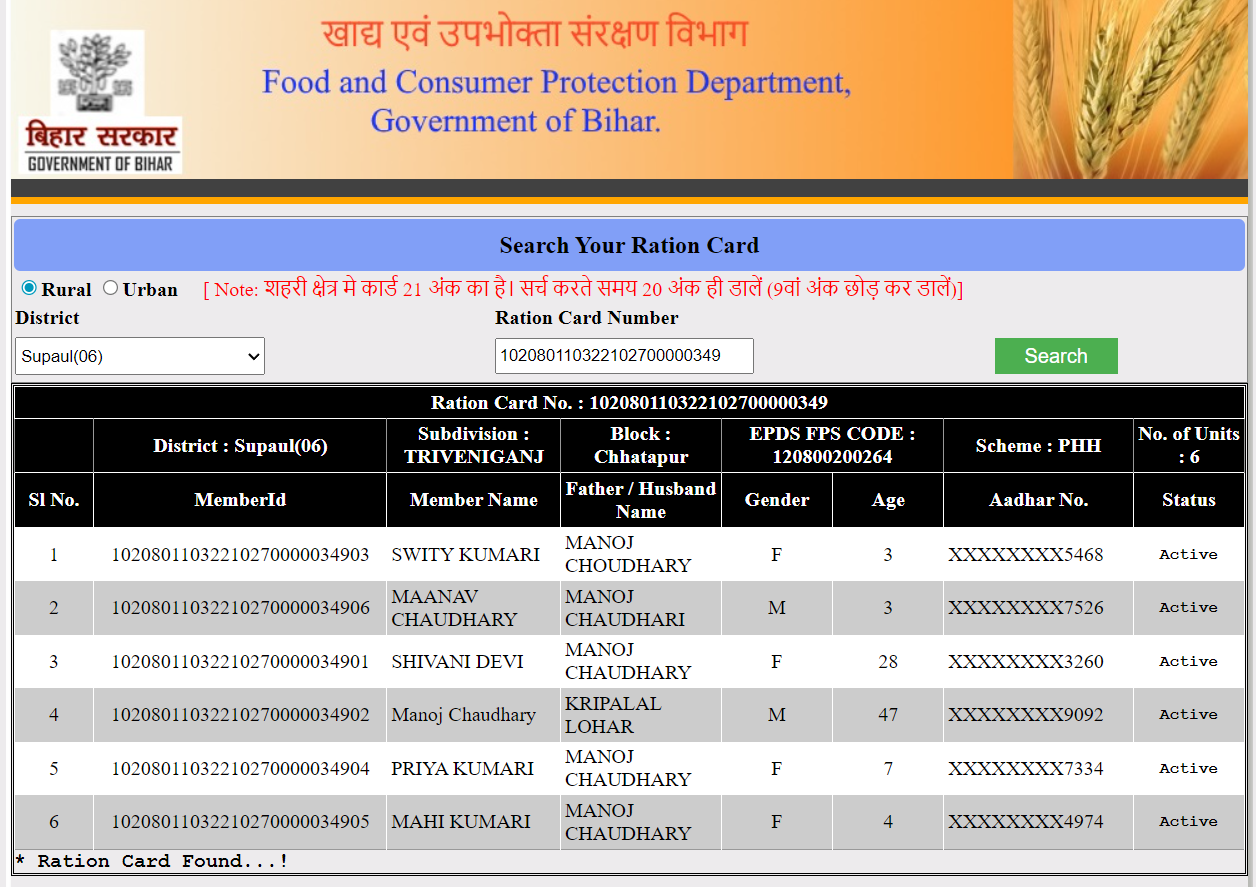 खाद्य एवं उपभोक्ता संरक्षण विभाग
Food and Consumer Protection Department,
Government of Bihar.
बिहार सरकार
GOVERNMENT OF BIHAR
Search Your Ration Card
Rural Urban [ Note: शहरी क्षेत्र मे कार्ड 21 अंक का है। सर्च करते समय 20 अंक ही डालें (9वां अंक छोड़ कर डालें)]
District Ration Card Number
Supaul(06) 10208011032210270000​0349 Search
Ration Card No. : 102080110322102700000349
District : Supaul(06) Subdivision : TRIVENIGANJ Block : Chhatapur EPDS FPS CODE : 120800200264 Scheme : PHH No. of Units : 6
Sl No. MemberId Member Name Father / Husband Name Gender Age Aadhar No. Status
1 10208011032210270000034903 SWITY KUMARI MANOJ CHOUDHARY F 3 XXXXXXXX5468 Active
2 10208011032210270000034906 MAANAV CHAUDHARY MANOJ CHAUDHARI M 3 XXXXXXXX7526 Active
3 10208011032210270000034901 SHIVANI DEVI MANOJ CHAUDHARY F 28 XXXXXXXX3260 Active
4 10208011032210270000034902 Manoj Chaudhary KRIPALAL LOHAR M 47 XXXXXXXX9092 Active
5 10208011032210270000034904 PRIYA KUMARI MANOJ CHAUDHARY F 7 XXXXXXXX7334 Active
6 10208011032210270000034905 MAHI KUMARI MANOJ CHAUDHARY F 4 XXXXXXXX4974 Active
* Ration Card Found...!